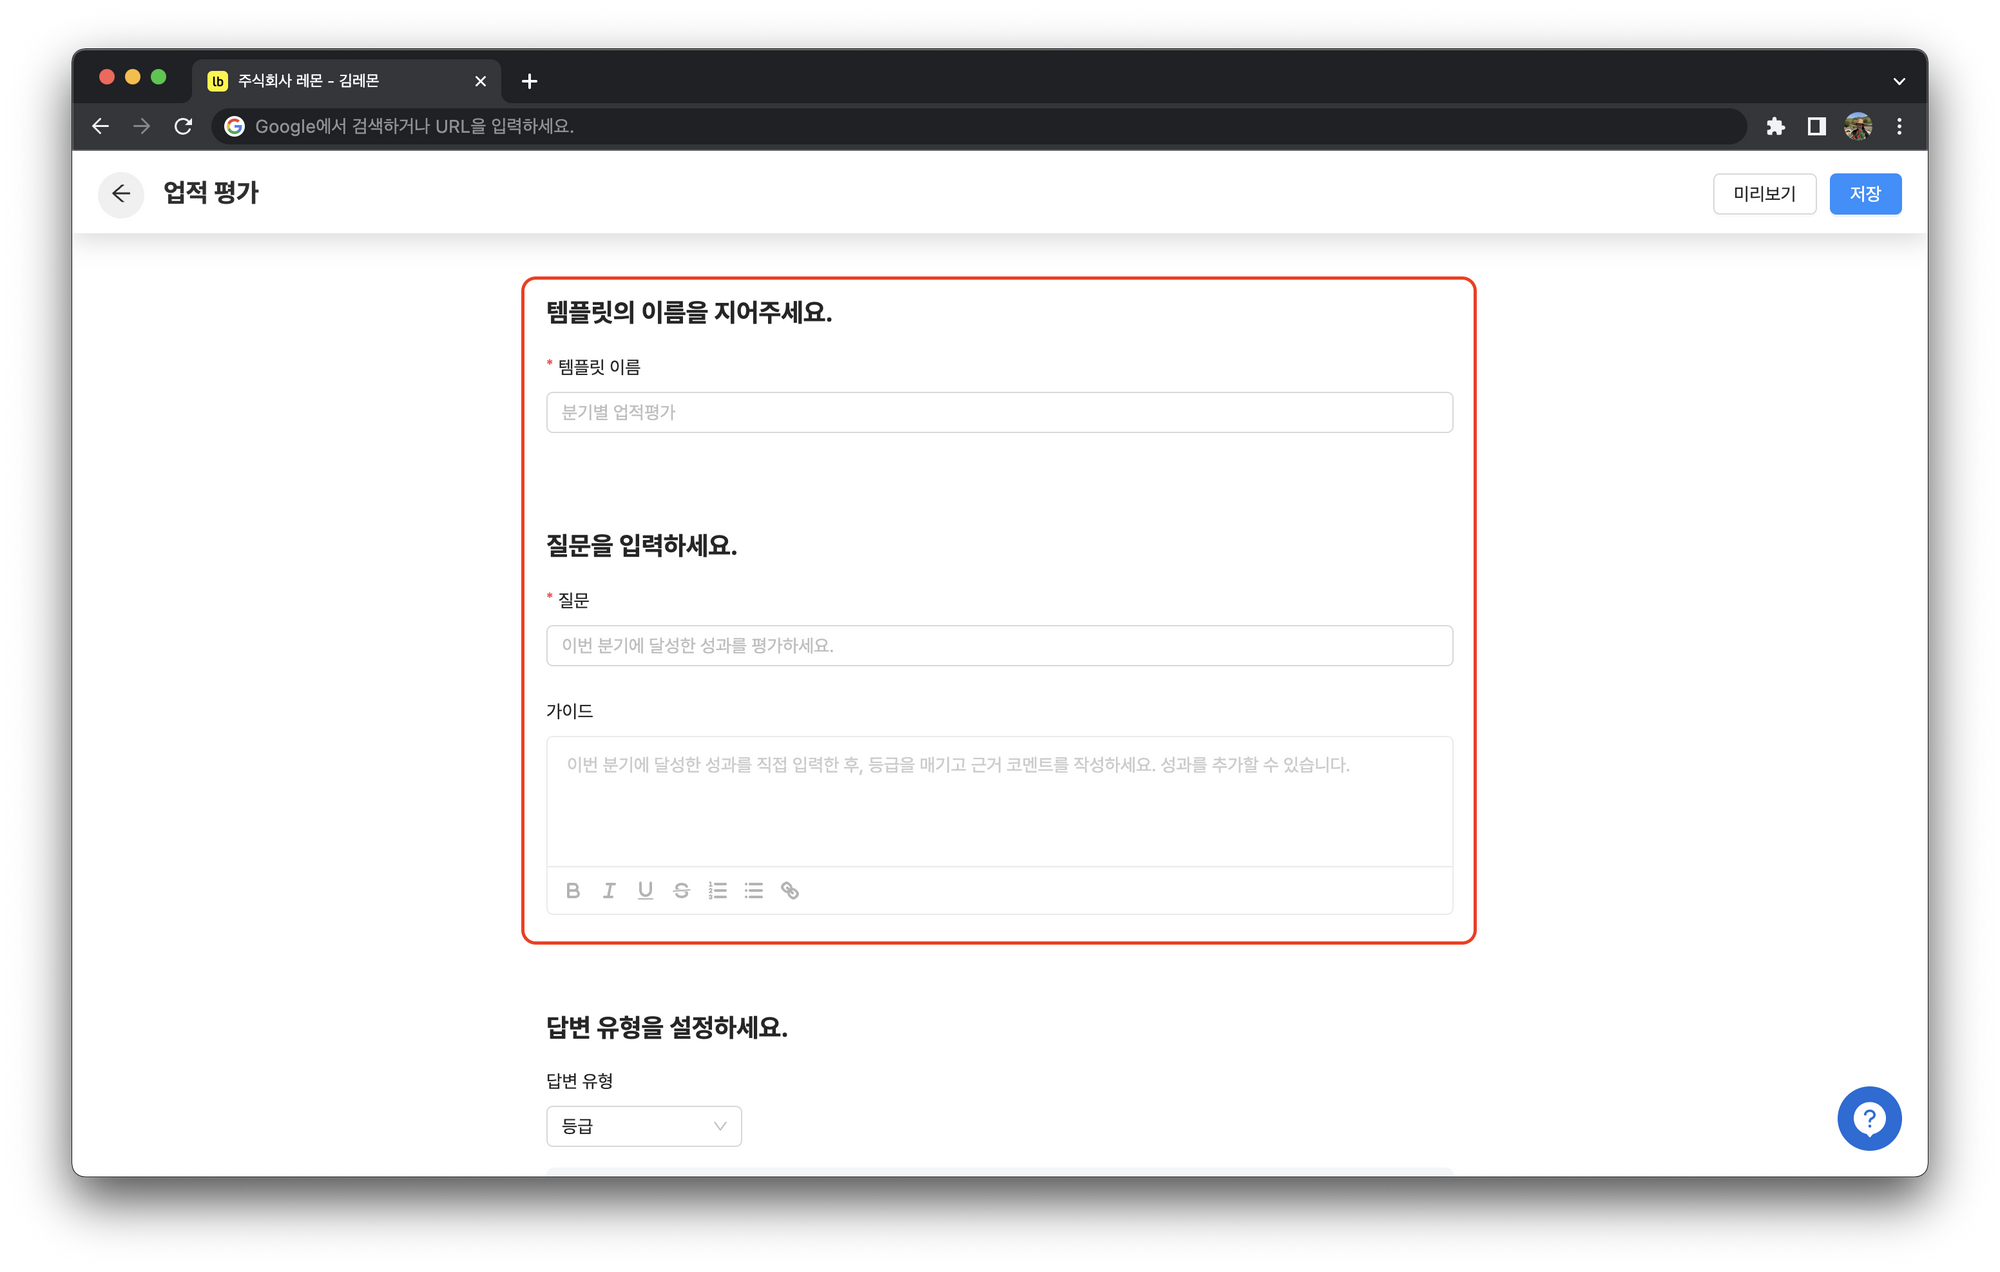 lb 주식회사 레몬 - 김레몬
Google에서 검색하거나 URL을 입력하세요.
업적 평가
미리보기
저장
템플릿의 이름을 지어주세요.
* 템플릿 이름
분기별 업적평가
질문을 입력하세요.
* 질문
이번 분기에 달성한 성과를 평가하세요.
가이드
이번 분기에 달성한 성과를 직접 입력한 후, 등급을 매기고 근거 코멘트를 작성하세요. 성과를 추가할 수 있습니다.
답변 유형을 설정하세요.
답변 유형
등급